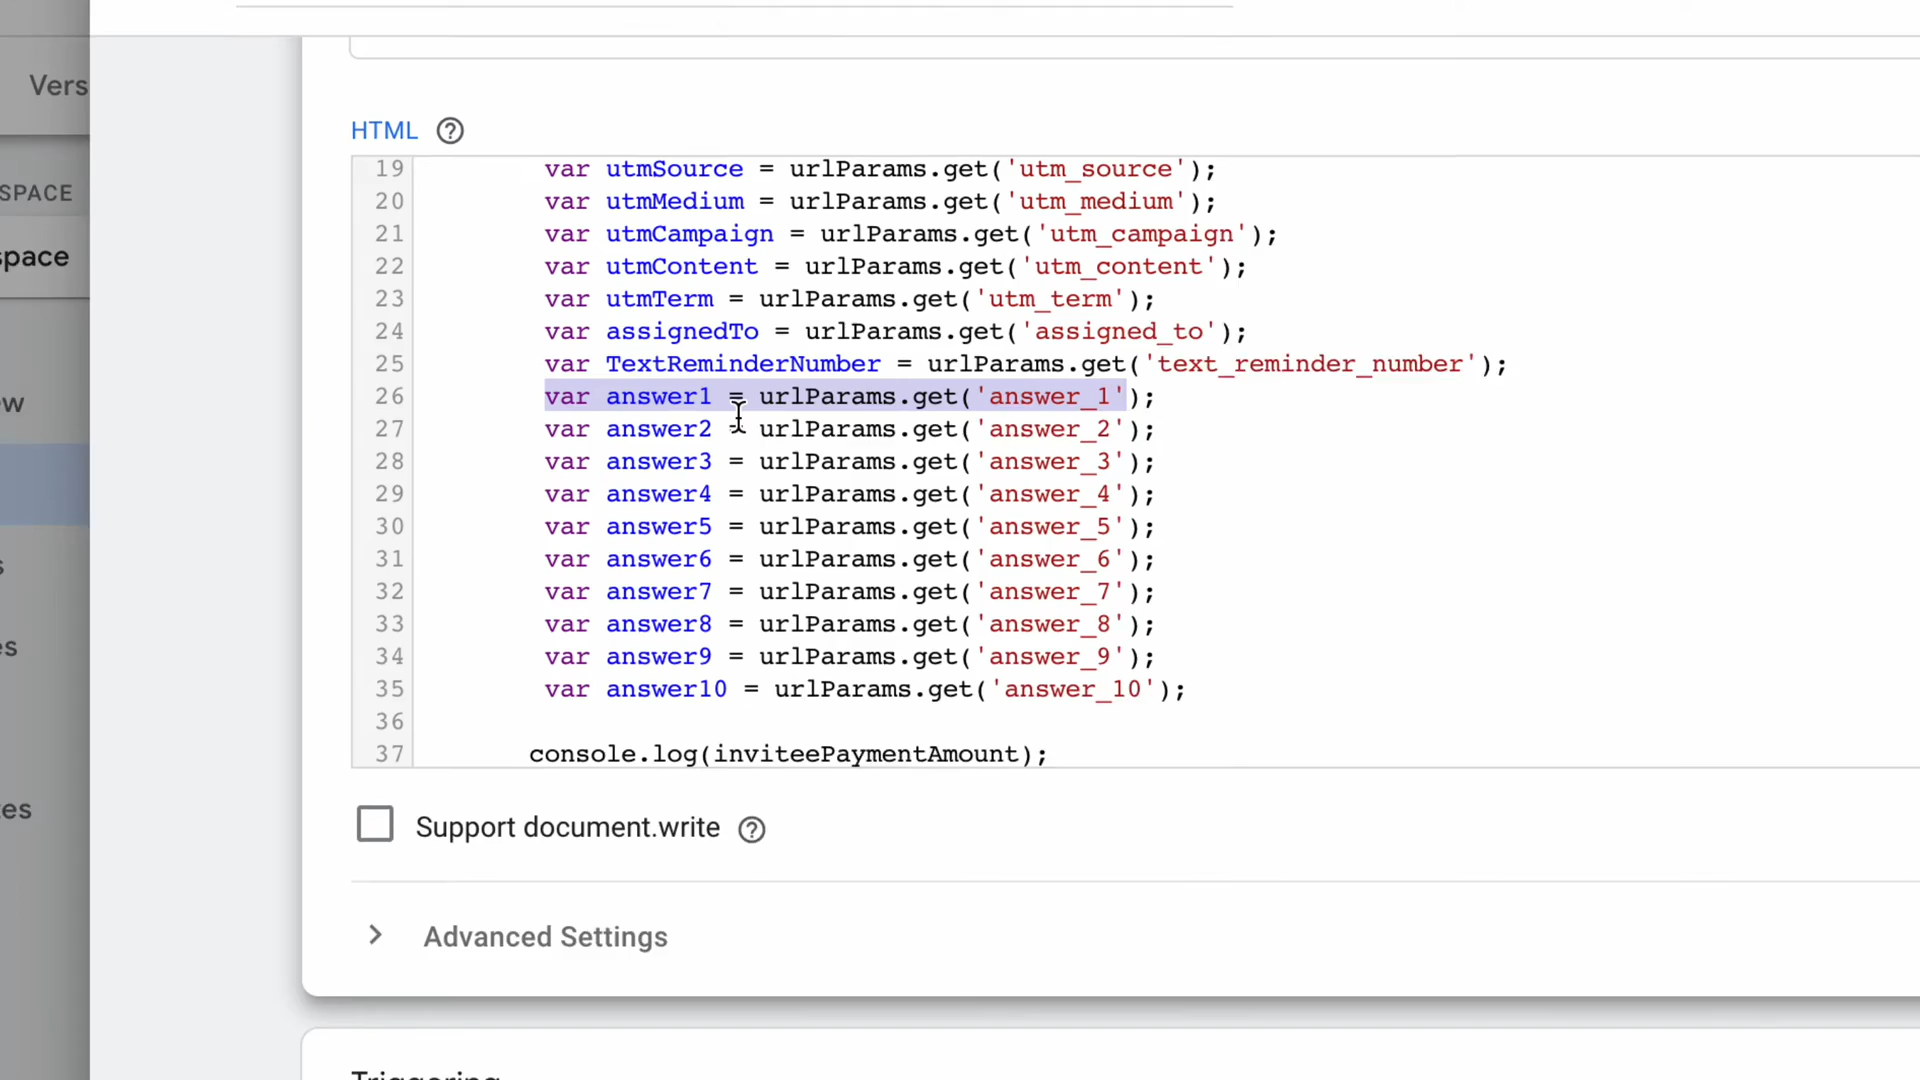 Vers
SPACE
space
HTML
19 var utmSource = urlParams.get('utm_source');
20 var utmMedium = urlParams.get('utm_medium');
21 var utmCampaign = urlParams.get('utm_campaign');
22 var utmContent = urlParams.get('utm_content');
23 var utmTerm = urlParams.get('utm_term');
24 var assignedTo = urlParams.get('assigned_to');
25 var TextReminderNumber = urlParams.get('text_reminder_number');
26 var answer1 = urlParams.get('answer_1');
27 var answer2 = urlParams.get('answer_2');
28 var answer3 = urlParams.get('answer_3');
29 var answer4 = urlParams.get('answer_4');
30 var answer5 = urlParams.get('answer_5');
31 var answer6 = urlParams.get('answer_6');
32 var answer7 = urlParams.get('answer_7');
33 var answer8 = urlParams.get('answer_8');
34 var answer9 = urlParams.get('answer_9');
35 var answer10 = urlParams.get('answer_10');
36
37 console.log(inviteePaymentAmount);
ew
s
es
tes
Support document.write
Advanced Settings
Triggering